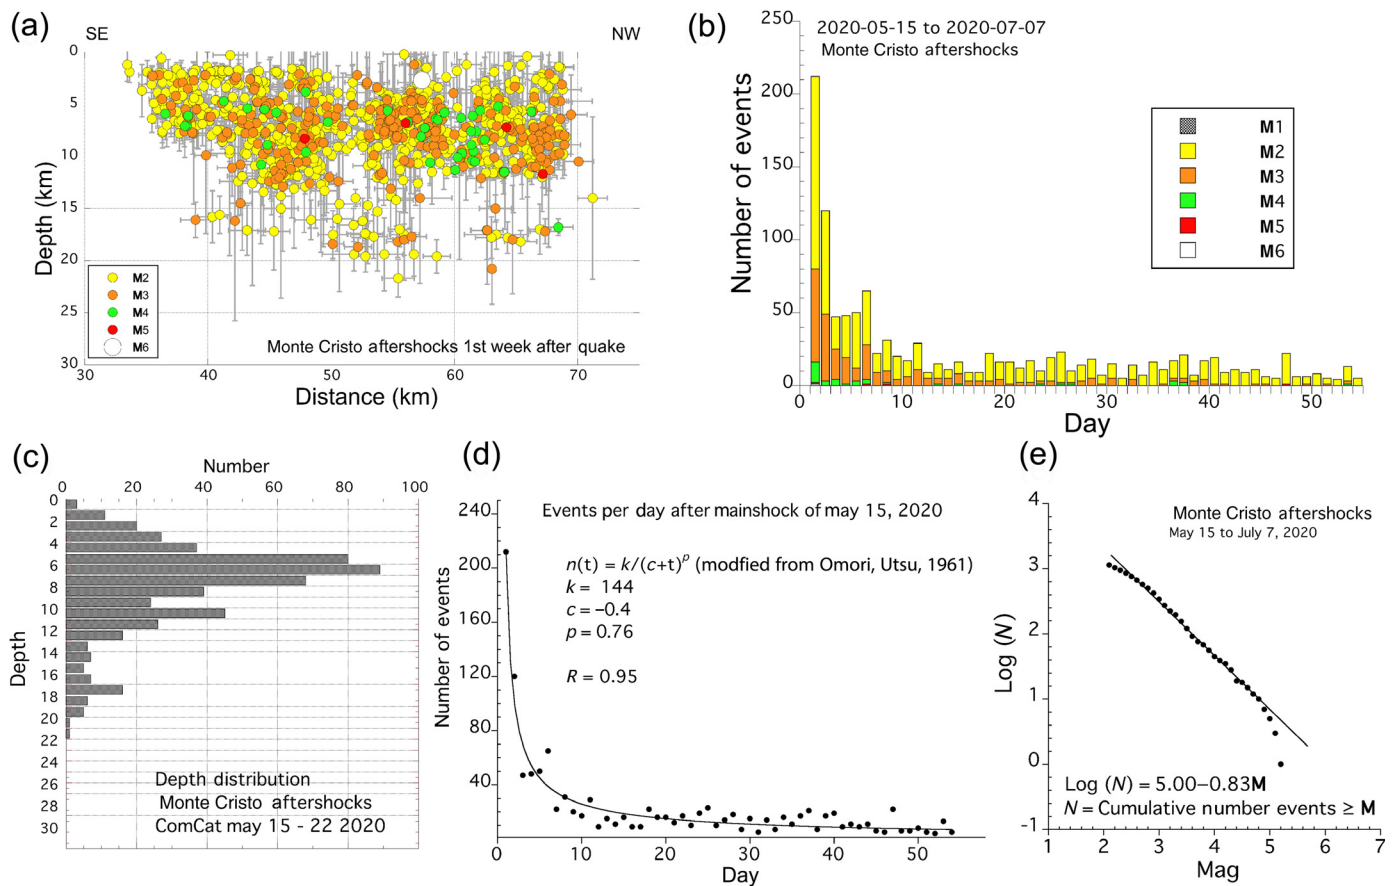 (a)
SE
NW
0
5
10
15
20
25
30
Depth (km)
M2
M3
M4
M5
M6
Monte Cristo aftershocks 1st week after quake
30
40
50
60
70
Distance (km)
(b)
250
200
150
100
50
0
Number of events
2020-05-15 to 2020-07-07
Monte Cristo aftershocks
M1
M2
M3
M4
M5
M6
0
10
20
30
40
50
Day
(c)
Number
0
20
40
60
80
100
0
2
4
6
8
10
12
14
16
18
20
22
24
26
28
30
Depth
Depth distribution
Monte Cristo aftershocks
ComCat may 15 - 22 2020
(d)
240
200
160
120
80
40
Number of events
Events per day after mainshock of may 15, 2020
n(t) = k/(c+t)^p (modfied from Omori, Utsu, 1961)
k = 144
c = –0.4
p = 0.76
R = 0.95
0
10
20
30
40
50
Day
(e)
4
3
2
1
0
-1
Log (N)
Monte Cristo aftershocks
May 15 to July 7, 2020
Log (N) = 5.00–0.83M
N = Cumulative number events ≥ M
1
2
3
4
5
6
7
Mag